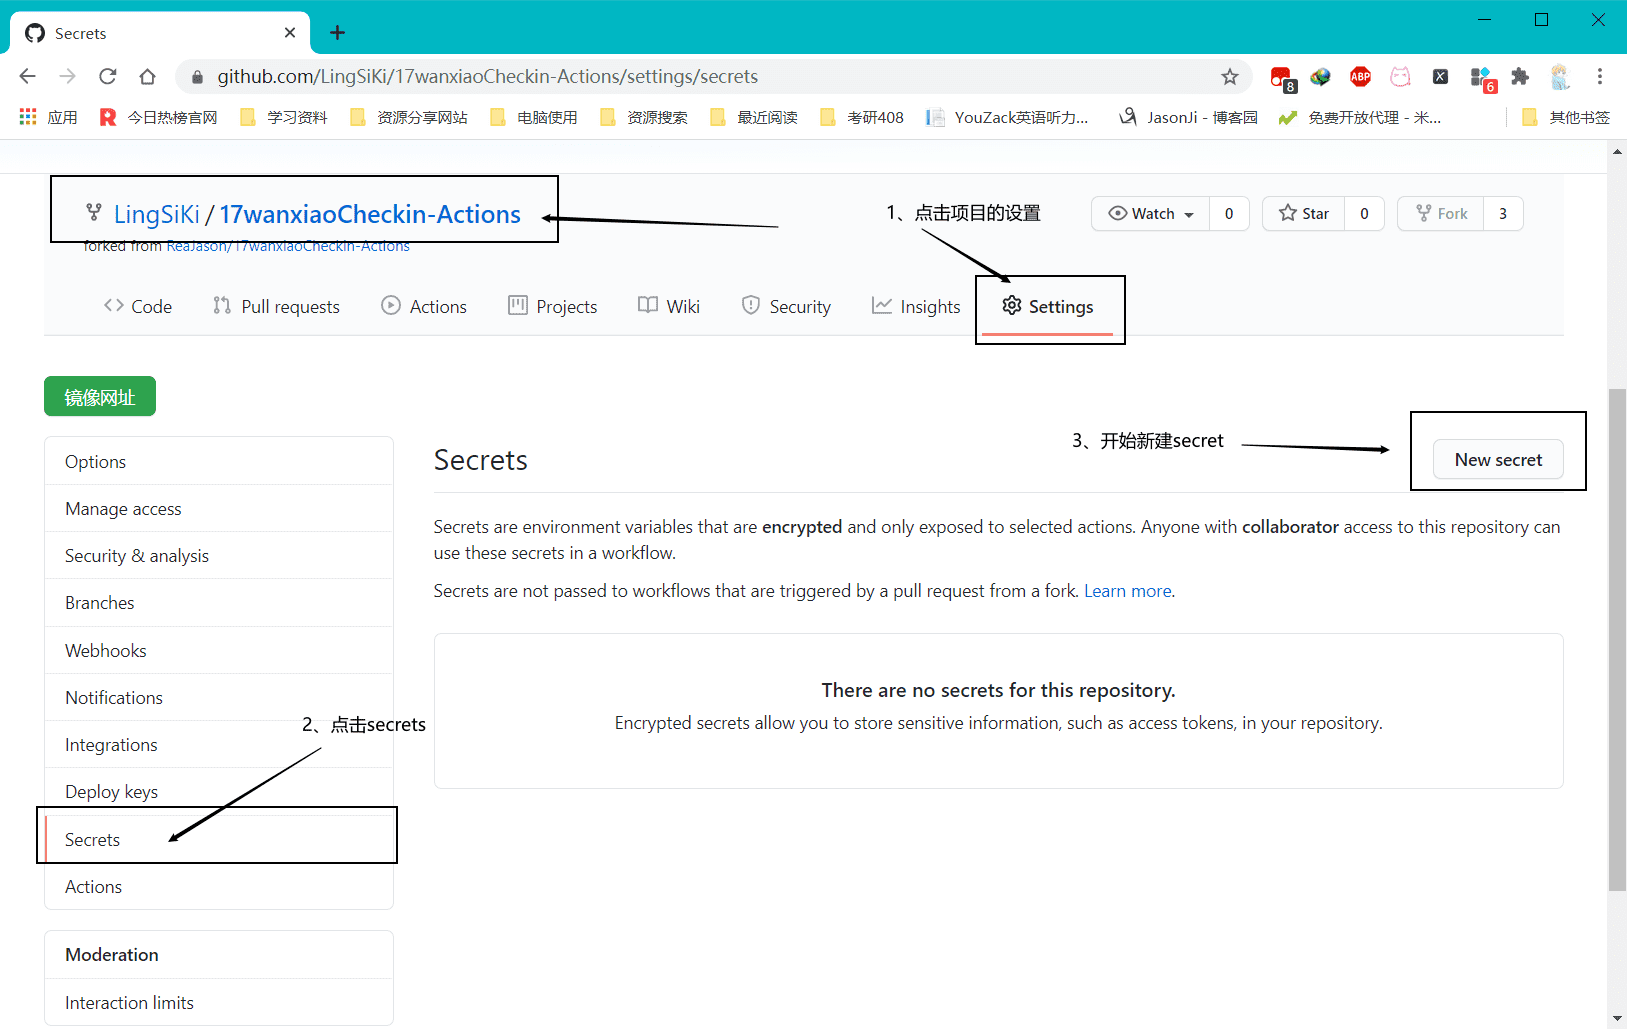 Secrets
github.com/LingSiKi/17wanxiaoCheckin-Actions/settings/secrets
8
ABP
X
6
应用
今日热榜官网
学习资料
资源分享网站
电脑使用
资源搜索
最近阅读
考研408
YouZack英语听力...
JasonJi - 博客园
免费开放代理 - 米...
其他书签
LingSiKi / 17wanxiaoCheckin-Actions
forked from ReaJason/17wanxiaoCheckin-Actions
1、点击项目的设置
Watch 0
Star 0
Fork 3
Code
Pull requests
Actions
Projects
Wiki
Security
Insights
Settings
镜像网址
Options
Manage access
Security & analysis
Branches
Webhooks
Notifications
Integrations
Deploy keys
Secrets
Actions
2、点击secrets
Moderation
Interaction limits
Secrets
3、开始新建secret
New secret
Secrets are environment variables that are encrypted and only exposed to selected actions. Anyone with collaborator access to this repository can
use these secrets in a workflow.
Secrets are not passed to workflows that are triggered by a pull request from a fork. Learn more.
There are no secrets for this repository.
Encrypted secrets allow you to store sensitive information, such as access tokens, in your repository.